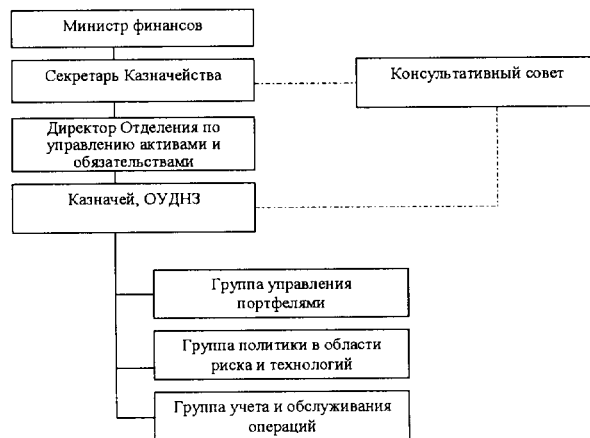 Министр финансов
Секретарь Казначейства
Консультативный совет
Директор Отделения по
управлению активами и
обязательствами
Казначей, ОУДНЗ
Группа управления
портфелями
Группа политики в области
риска и технологий
Группа учета и обслуживания
операций